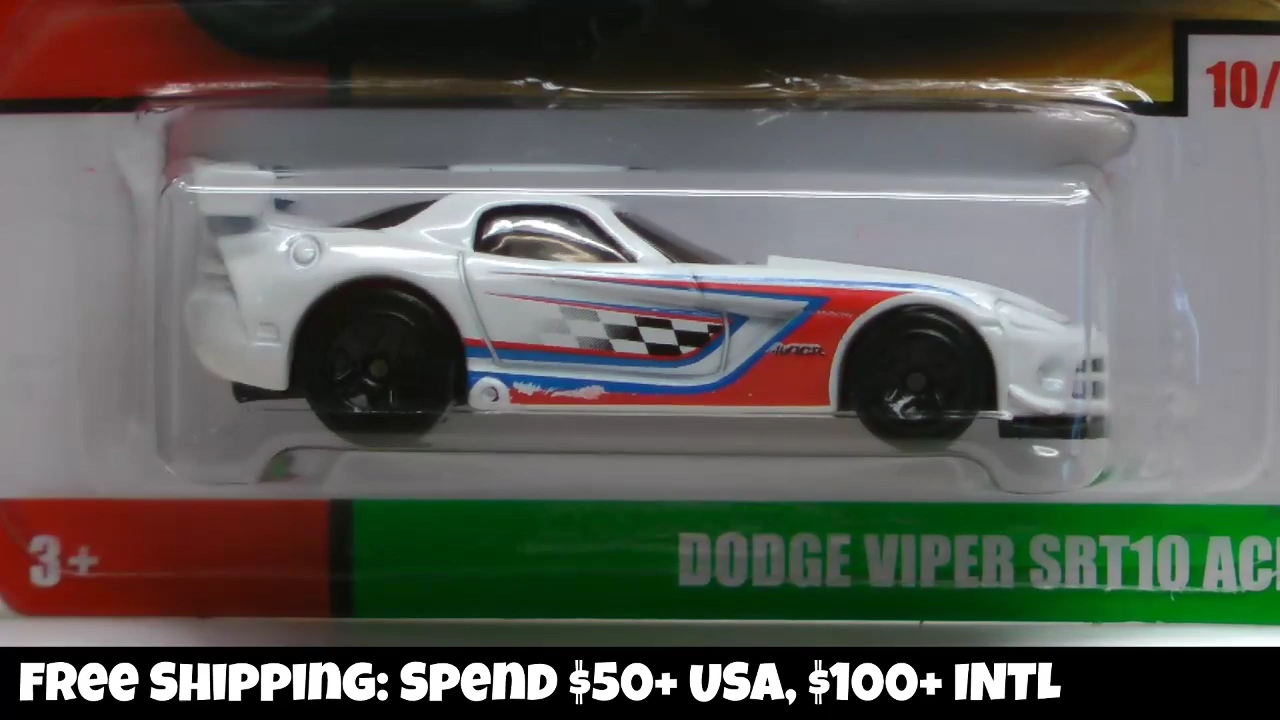 10/
3+
DODGE VIPER SRT10 AC
FREE SHIPPING: SPEND $50+ USA, $100+ INTL